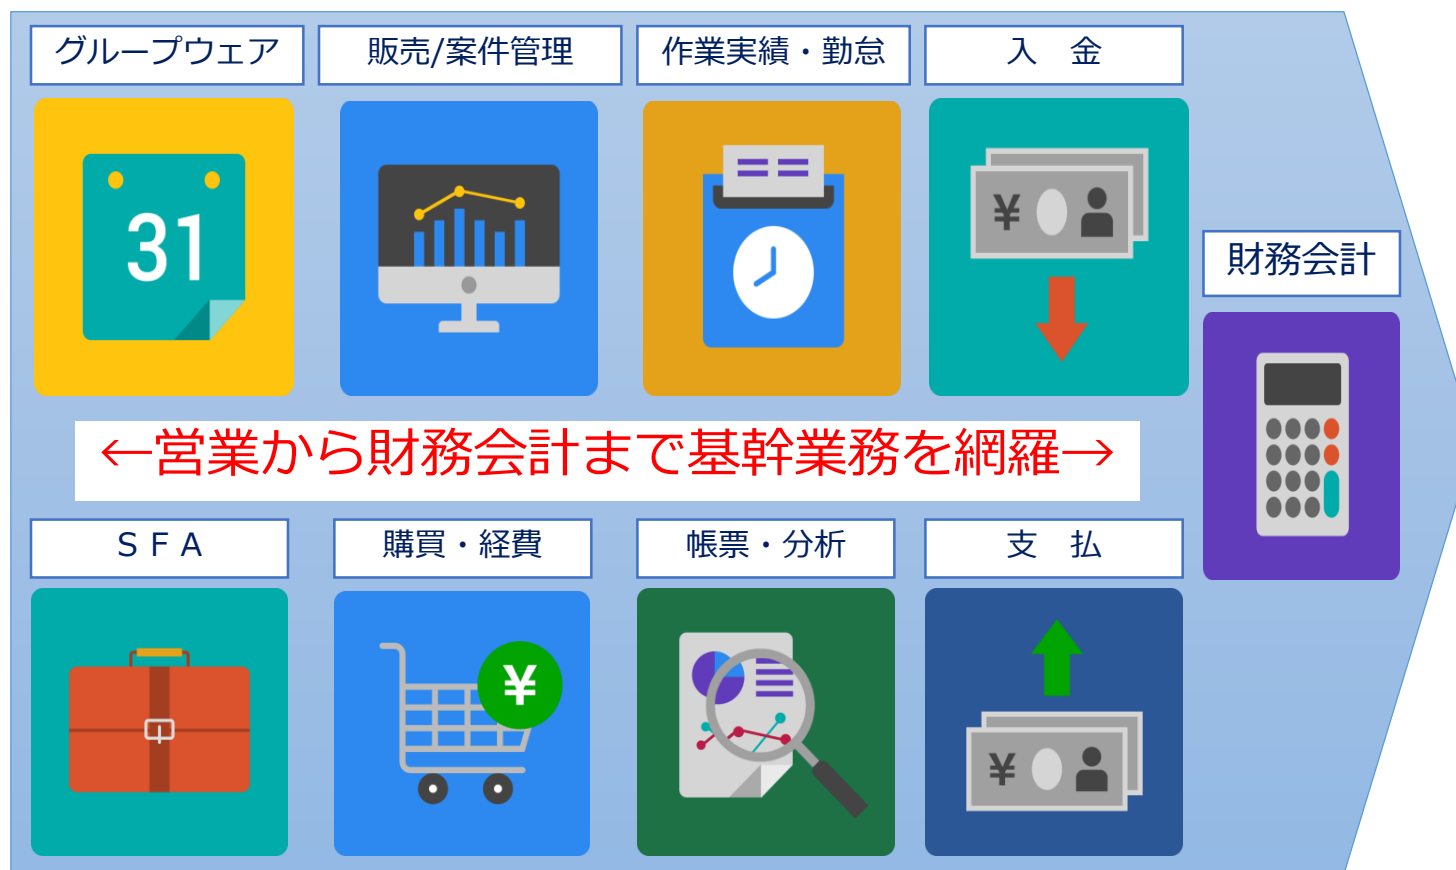 グループウェア
販売/案件管理
作業実績・勤怠
入　金
31
¥
財務会計
←営業から財務会計まで基幹業務を網羅→
ＳＦＡ
購買・経費
帳票・分析
支　払
¥
¥